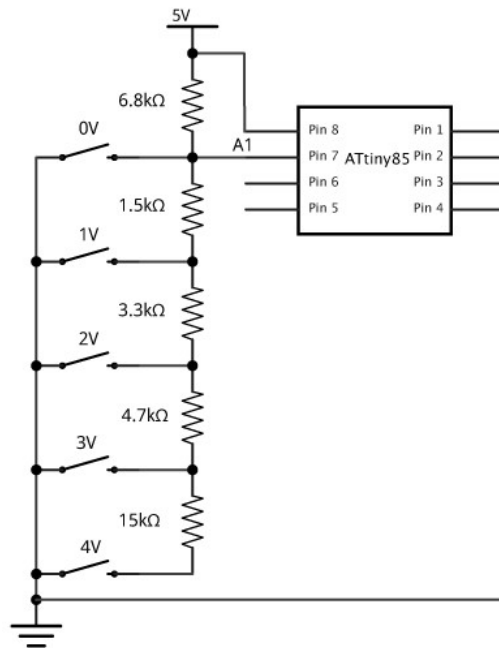 5V
6.8kΩ
0V
A1
Pin 8
Pin 1
Pin 7
ATtiny85
Pin 2
Pin 6
Pin 3
Pin 5
Pin 4
1.5kΩ
1V
3.3kΩ
2V
4.7kΩ
3V
15kΩ
4V